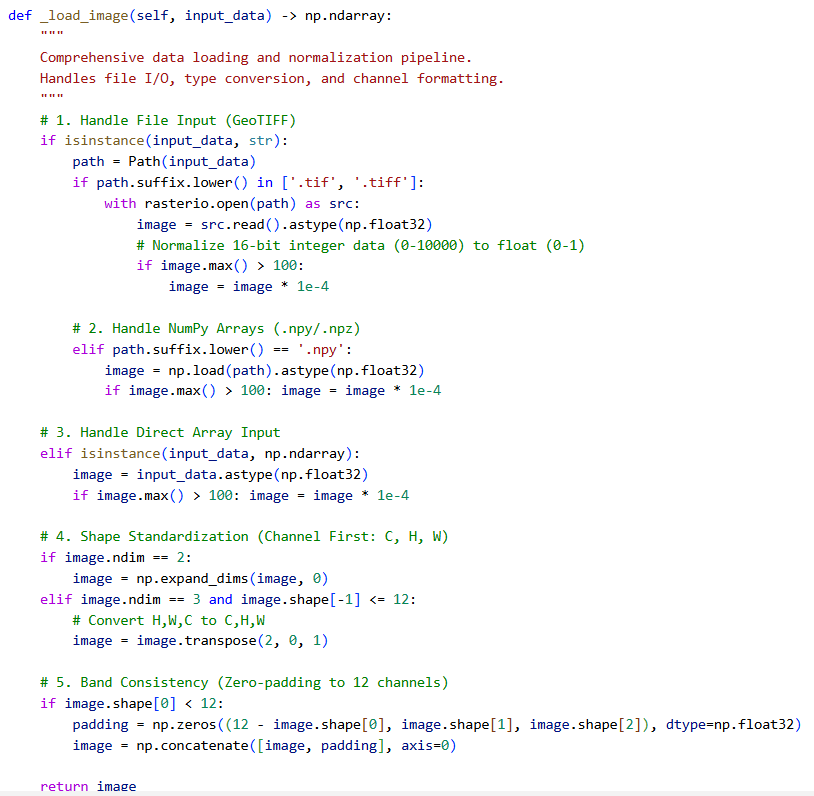 def _load_image(self, input_data) -> np.ndarray:
    """
    Comprehensive data loading and normalization pipeline.
    Handles file I/O, type conversion, and channel formatting.
    """
    # 1. Handle File Input (GeoTIFF)
    if isinstance(input_data, str):
        path = Path(input_data)
        if path.suffix.lower() in ['.tif', '.tiff']:
            with rasterio.open(path) as src:
                image = src.read().astype(np.float32)
                # Normalize 16-bit integer data (0-10000) to float (0-1)
                if image.max() > 100:
                    image = image * 1e-4

        # 2. Handle NumPy Arrays (.npy/.npz)
        elif path.suffix.lower() == '.npy':
            image = np.load(path).astype(np.float32)
            if image.max() > 100: image = image * 1e-4

    # 3. Handle Direct Array Input
    elif isinstance(input_data, np.ndarray):
        image = input_data.astype(np.float32)
        if image.max() > 100: image = image * 1e-4

    # 4. Shape Standardization (Channel First: C, H, W)
    if image.ndim == 2:
        image = np.expand_dims(image, 0)
    elif image.ndim == 3 and image.shape[-1] <= 12:
        # Convert H,W,C to C,H,W
        image = image.transpose(2, 0, 1)

    # 5. Band Consistency (Zero-padding to 12 channels)
    if image.shape[0] < 12:
        padding = np.zeros((12 - image.shape[0], image.shape[1], image.shape[2]), dtype=np.float32)
        image = np.concatenate([image, padding], axis=0)

    return image